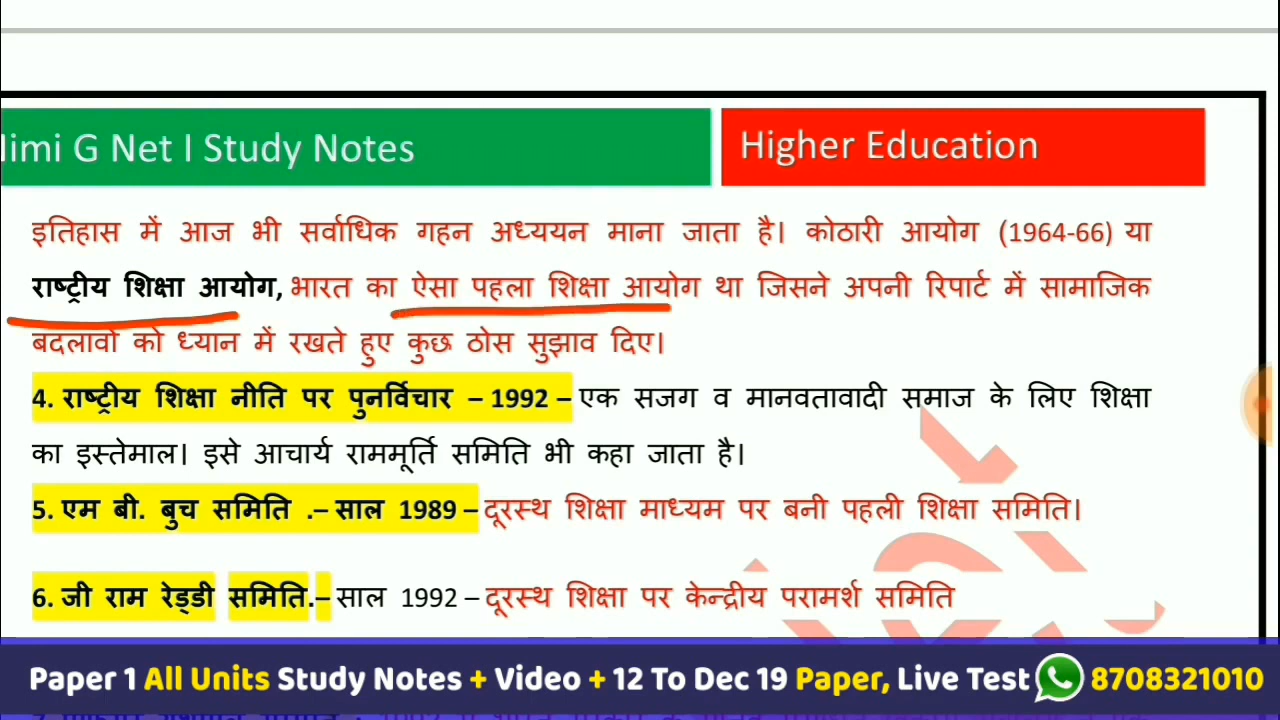 G Net I Study Notes
Higher Education
इतिहास में आज भी सर्वाधिक गहन अध्ययन माना जाता है। कोठारी आयोग (1964-66) या
राष्ट्रीय शिक्षा आयोग, भारत का ऐसा पहला शिक्षा आयोग था जिसने अपनी रिपार्ट में सामाजिक
बदलावो को ध्यान में रखते हुए कुछ ठोस सुझाव दिए।
4. राष्ट्रीय शिक्षा नीति पर पुनर्विचार – 1992 – एक सजग व मानवतावादी समाज के लिए शिक्षा
का इस्तेमाल। इसे आचार्य राममूर्ति समिति भी कहा जाता है।
5. एम बी. बुच समिति .– साल 1989 – दूरस्थ शिक्षा माध्यम पर बनी पहली शिक्षा समिति।
6. जी राम रेड्डी समिति.– साल 1992 – दूरस्थ शिक्षा पर केन्द्रीय परामर्श समिति
Paper 1 All Units Study Notes + Video + 12 To Dec 19 Paper, Live Test 8708321010